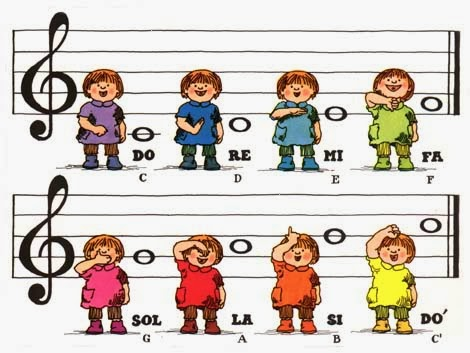 DO RE MI FA
C D E F
SOL LA SI DO´
G A B C'